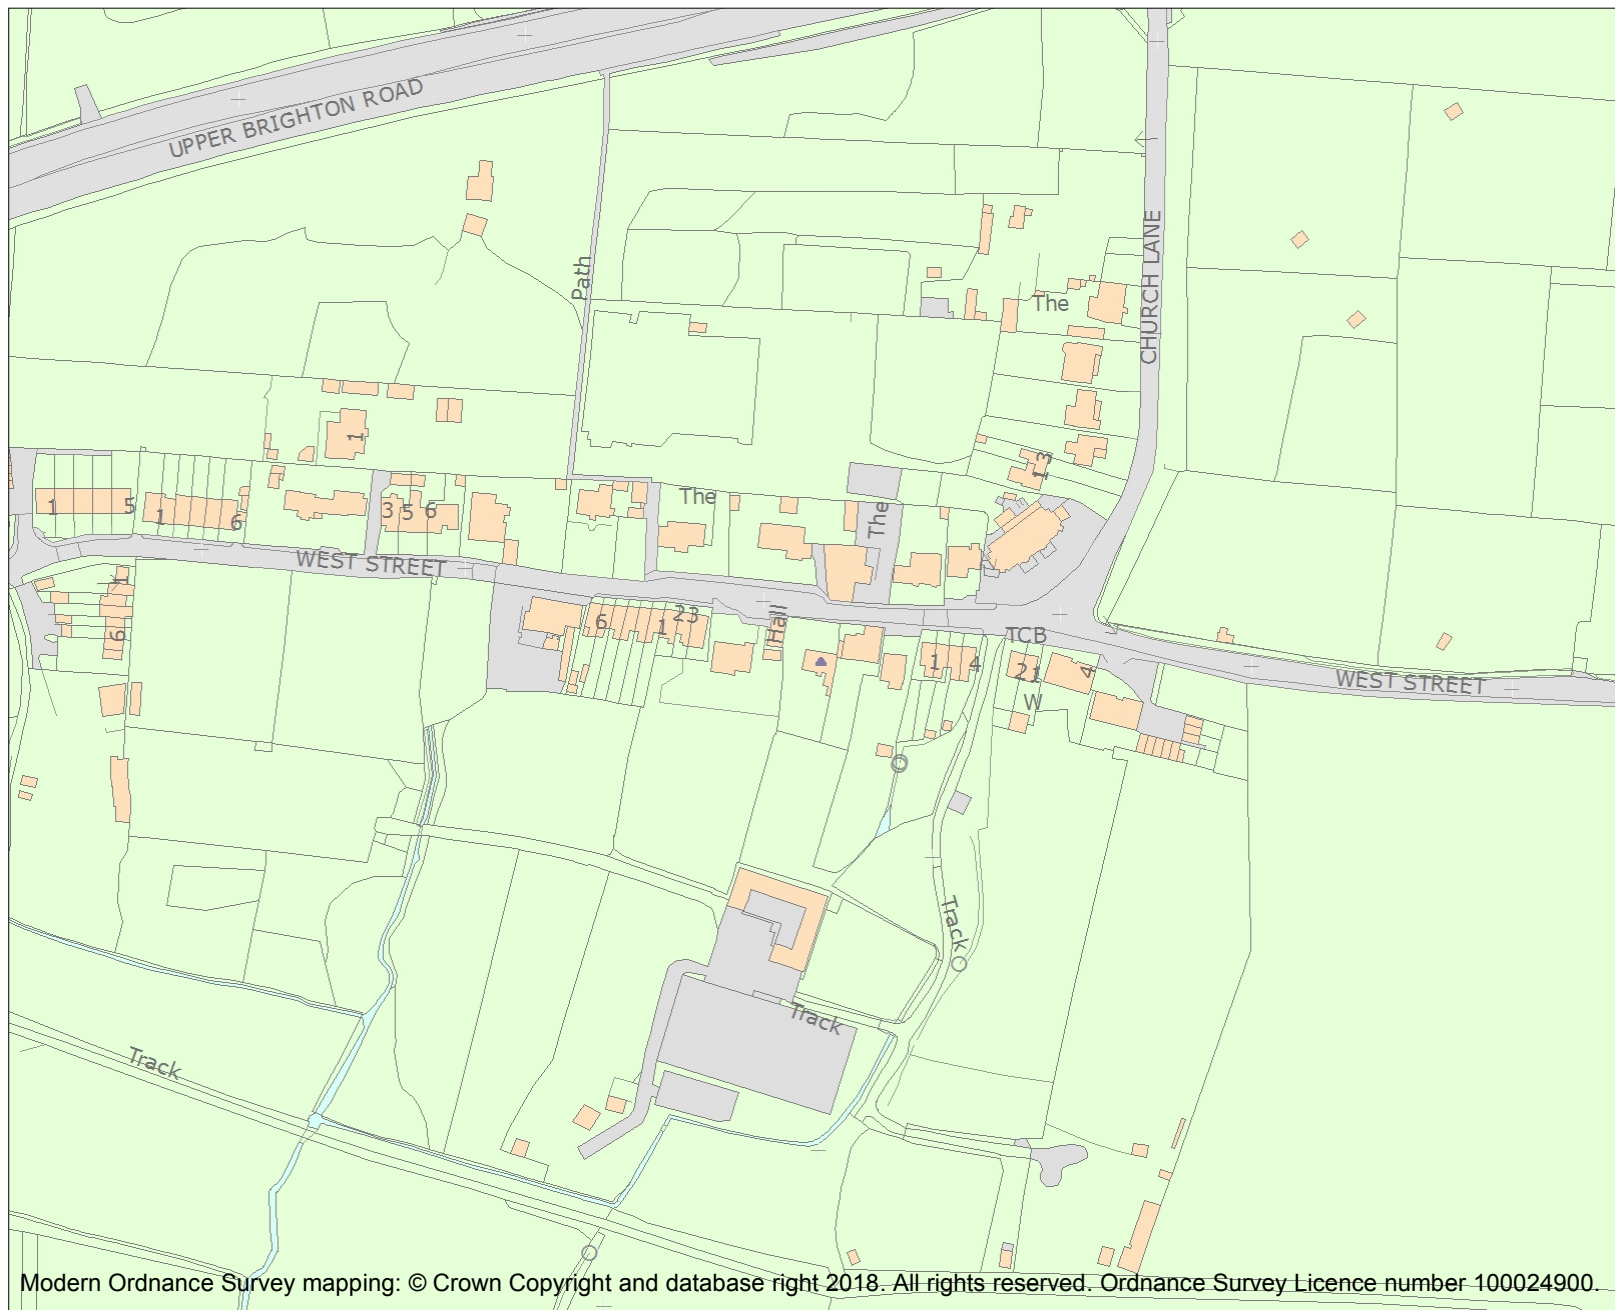 UPPER BRIGHTON ROAD
CHURCH LANE
Path
The
1
13
The
The
1
5
1
6
3
5
6
WEST STREET
1
6
6
1
23
Hall
TCB
1
4
21
4
W
WEST STREET
Track
Track
Track
Modern Ordnance Survey mapping: © Crown Copyright and database right 2018. All rights reserved. Ordnance Survey Licence number 100024900.